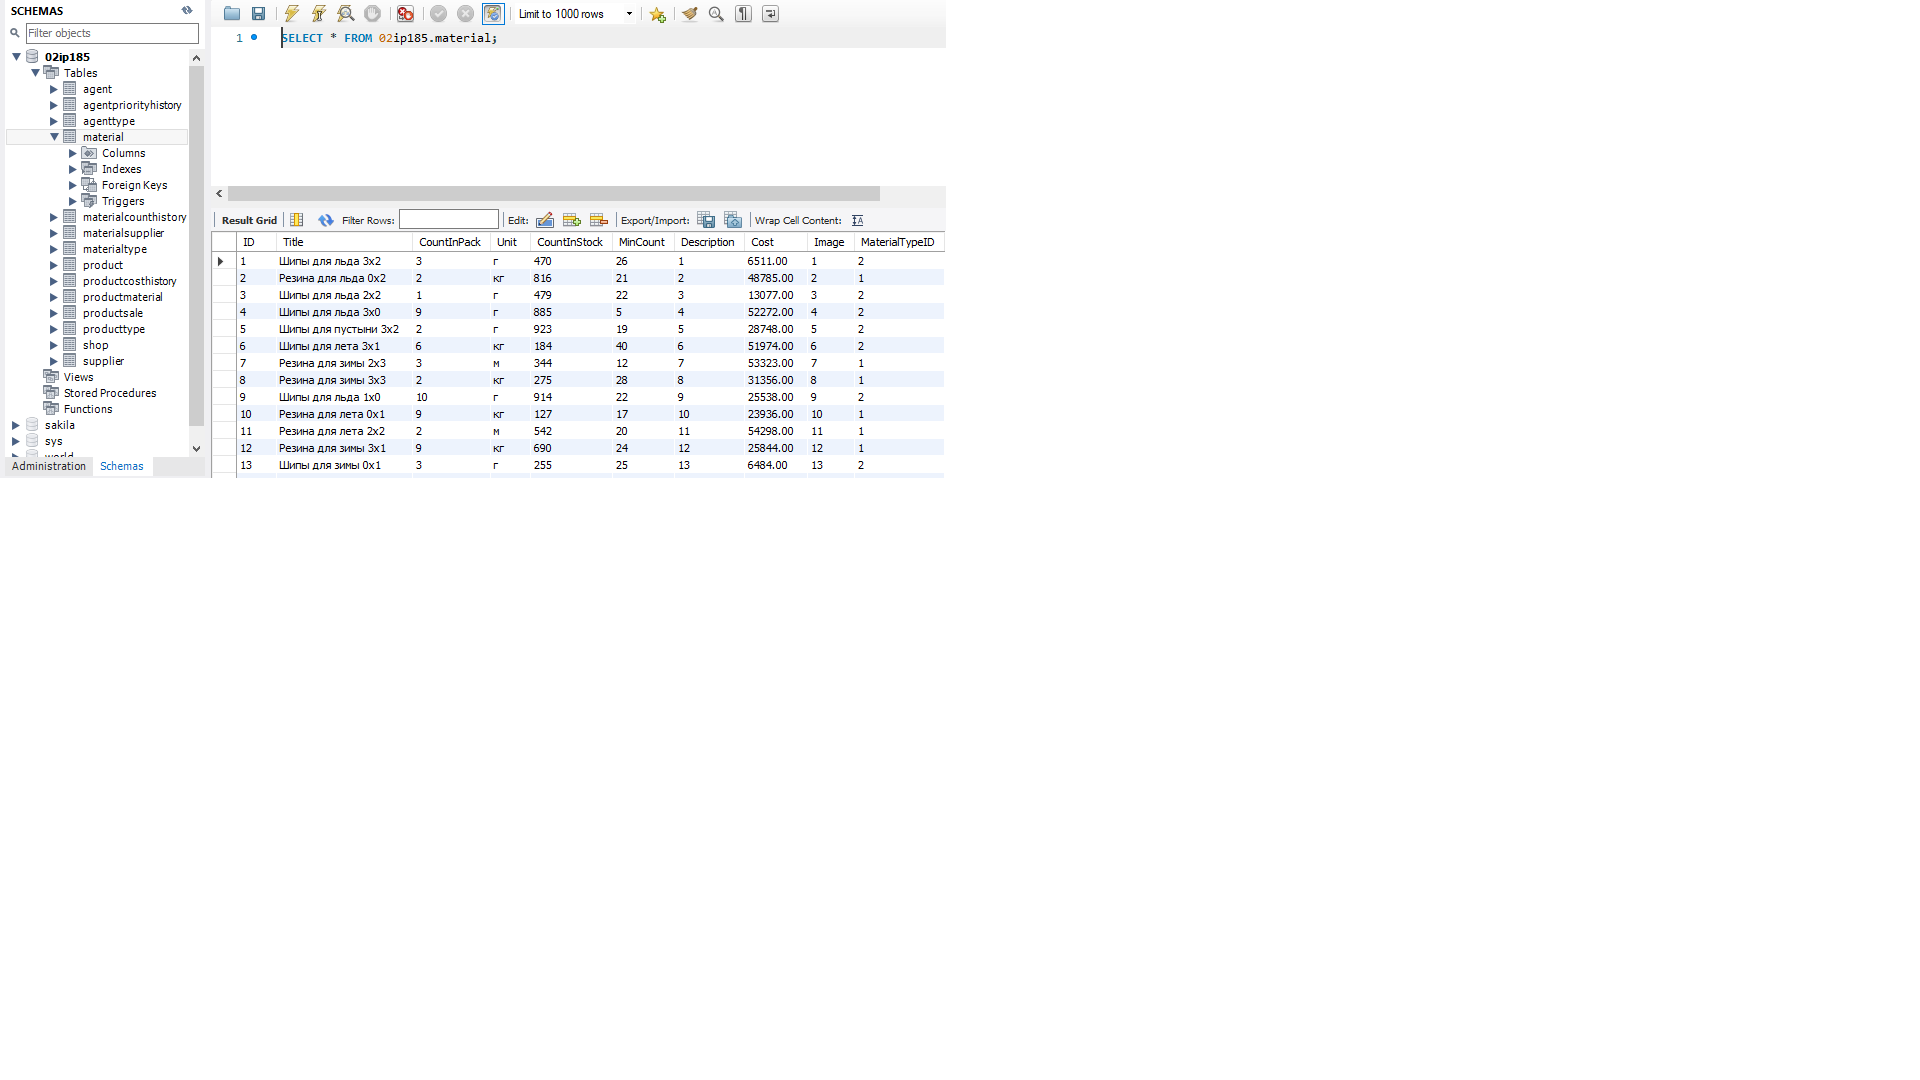 SCHEMAS
Filter objects
02ip185
Tables
agent
agentpriorityhistory
agenttype
material
Columns
Indexes
Foreign Keys
Triggers
materialcounthistory
materialsupplier
materialtype
product
productcosthistory
productmaterial
productsale
producttype
shop
supplier
Views
Stored Procedures
Functions
sakila
sys
world
Administration Schemas
Limit to 1000 rows
1 SELECT * FROM 02ip185.material;
Result Grid Filter Rows: Edit: Export/Import: Wrap Cell Content:
ID Title CountInPack Unit CountInStock MinCount Description Cost Image MaterialTypeID
1 Шипы для льда 3x2 3 г 470 26 1 6511.00 1 2
2 Резина для льда 0x2 2 кг 816 21 2 48785.00 2 1
3 Шипы для льда 2x2 1 г 479 22 3 13077.00 3 2
4 Шипы для льда 3x0 9 г 885 5 4 52272.00 4 2
5 Шипы для пустыни 3x2 2 г 923 19 5 28748.00 5 2
6 Шипы для лета 3x1 6 кг 184 40 6 51974.00 6 2
7 Резина для зимы 2x3 3 м 344 12 7 53323.00 7 1
8 Резина для зимы 3x3 2 кг 275 28 8 31356.00 8 1
9 Шипы для льда 1x0 10 г 914 22 9 25538.00 9 2
10 Резина для лета 0x1 9 кг 127 17 10 23936.00 10 1
11 Резина для лета 2x2 2 м 542 20 11 54298.00 11 1
12 Резина для зимы 3x1 9 кг 690 24 12 25844.00 12 1
13 Шипы для зимы 0x1 3 г 255 25 13 6484.00 13 2